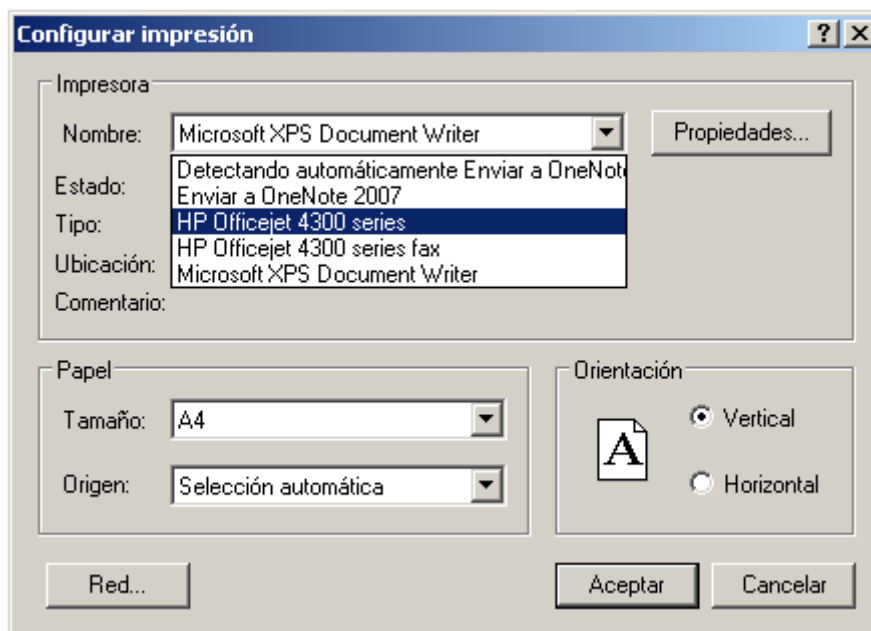 Configurar impresión
Impresora
Nombre: Microsoft XPS Document Writer Propiedades...
Detectando automáticamente Enviar a OneNot
Estado: Enviar a OneNote 2007
Tipo: HP Officejet 4300 series
HP Officejet 4300 series fax
Ubicación: Microsoft XPS Document Writer
Comentario:
Papel Orientación
Tamaño: A4 Vertical
A
Origen: Selección automática Horizontal
Red... Aceptar Cancelar